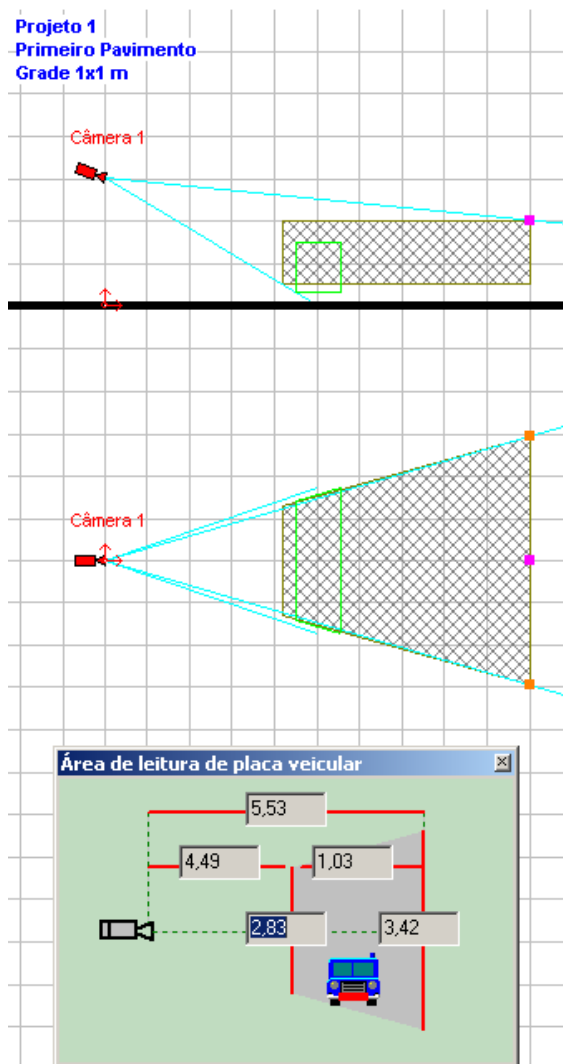 Projeto 1
Primeiro Pavimento
Grade 1x1 m
Câmera 1
Câmera 1
Área de leitura de placa veicular
5,53
4,49
1,03
2,83
3,42